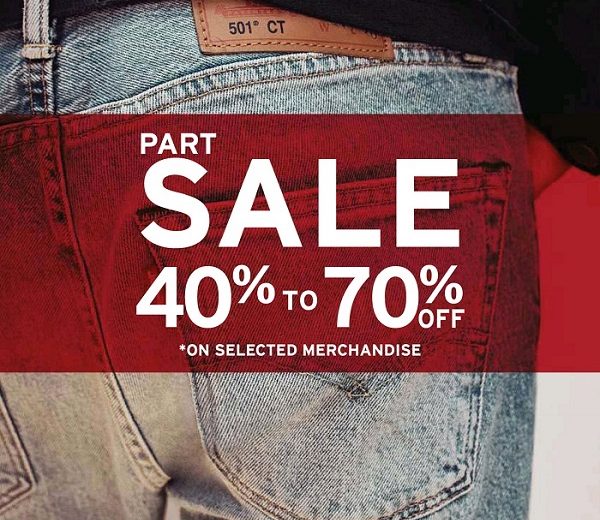 501® CT
PART
SALE
40% TO 70% OFF
*ON SELECTED MERCHANDISE